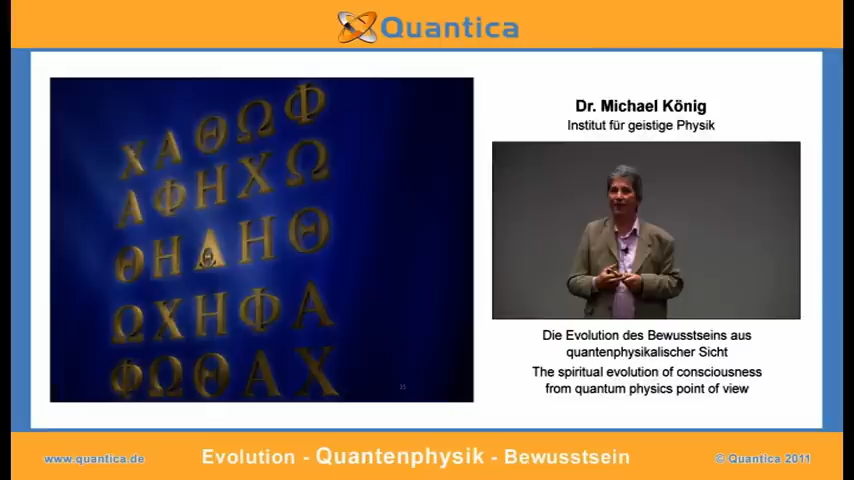 Quantica
Χ Α Θ Ω Φ
Α Φ Η Χ Ω
Θ Η Δ Η Θ
Ω Χ Η Φ Α
Φ Ω Θ Α Χ
Dr. Michael König
Institut für geistige Physik
Die Evolution des Bewusstseins aus
quantenphysikalischer Sicht
The spiritual evolution of consciousness
from quantum physics point of view
www.quantica.de
Evolution - Quantenphysik - Bewusstsein
© Quantica 2011